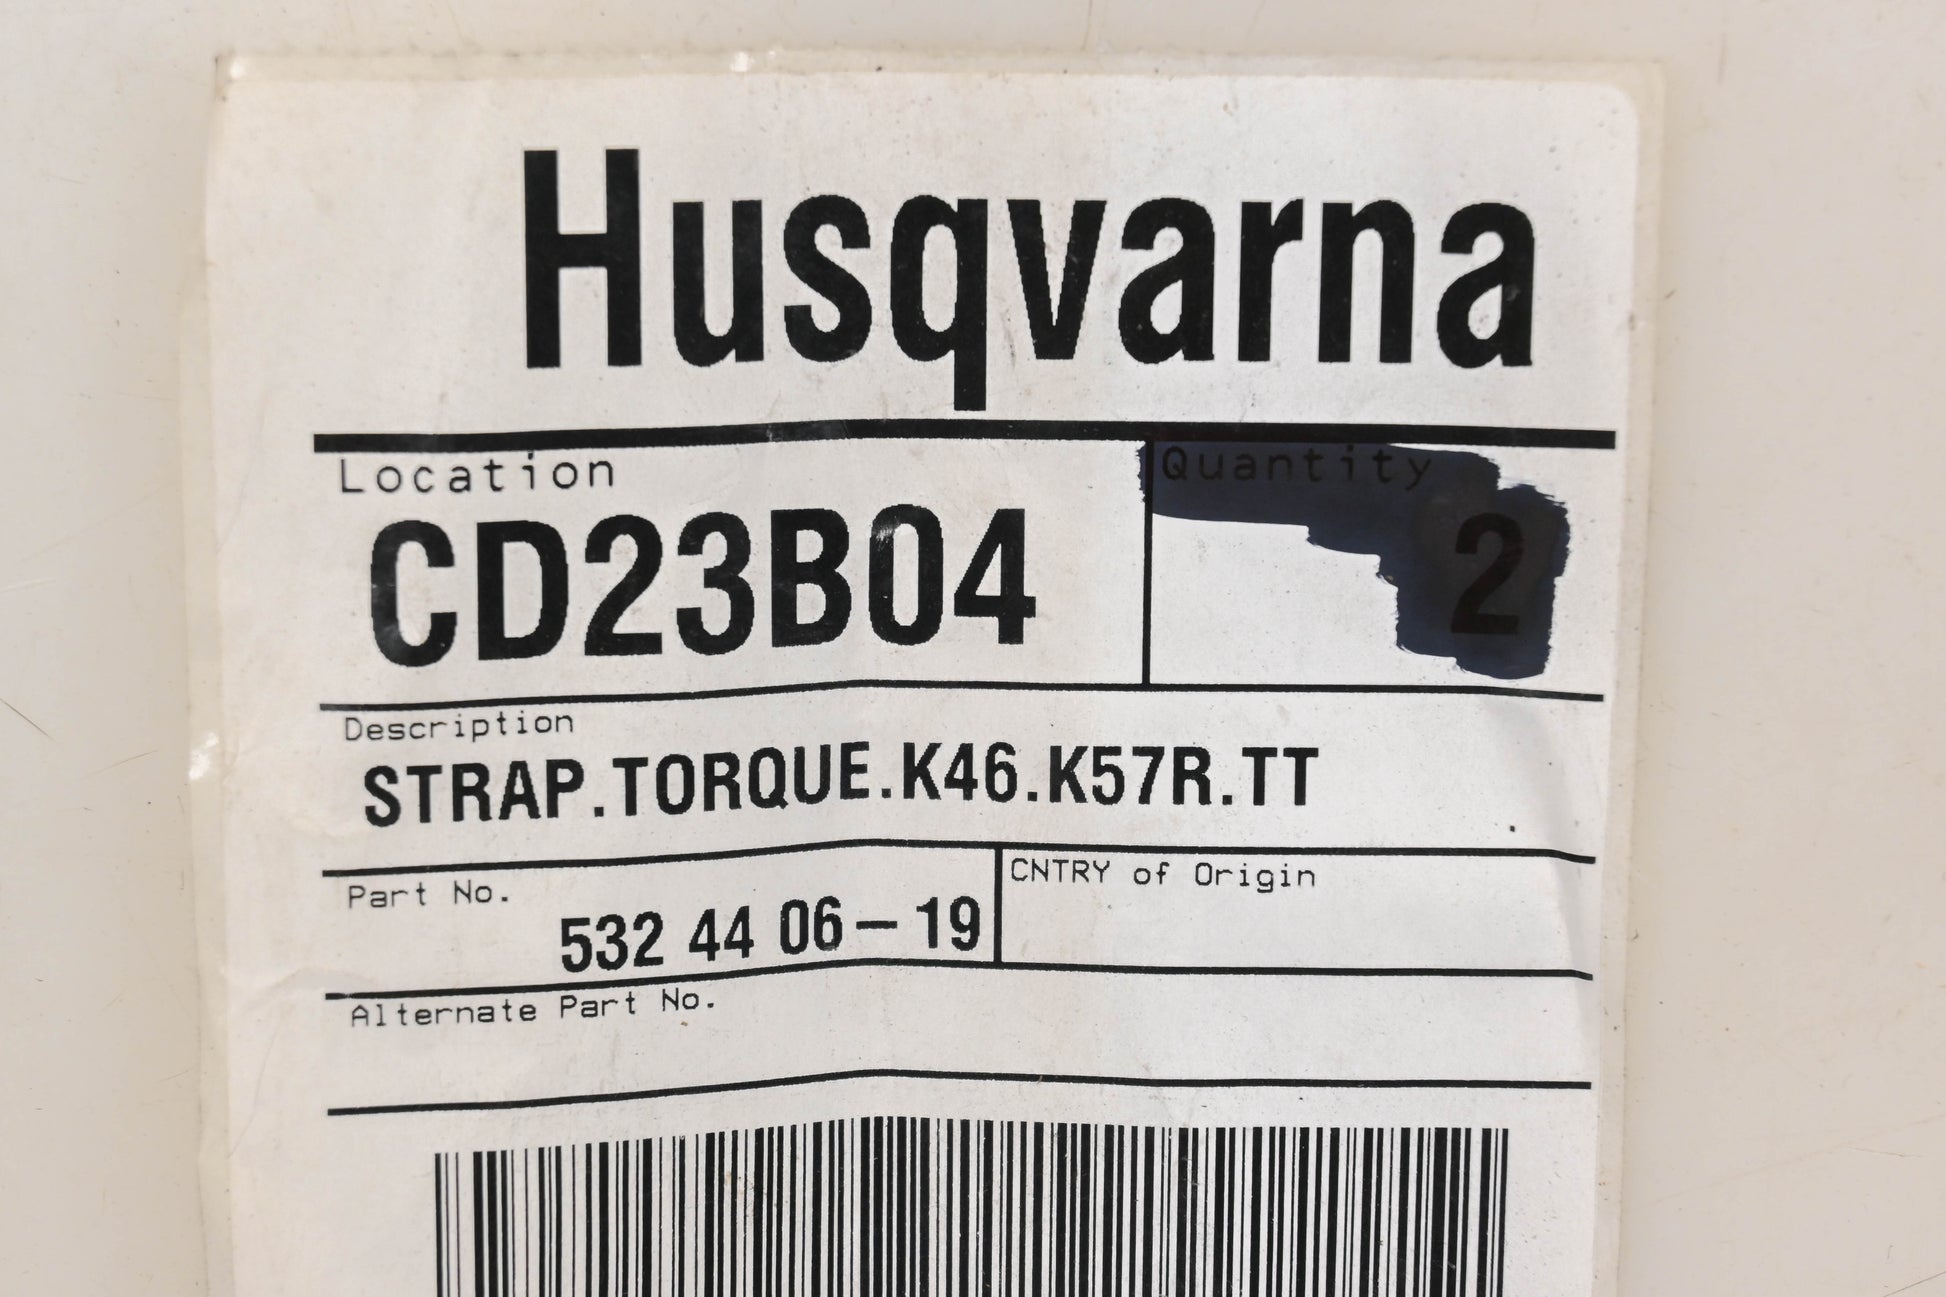 Husqvarna
Location
Quantity
CD23B04
2
Description
STRAP.TORQUE.K46.K57R.TT
Part No.
CNTRY of Origin
532 44 06-19
Alternate Part No.